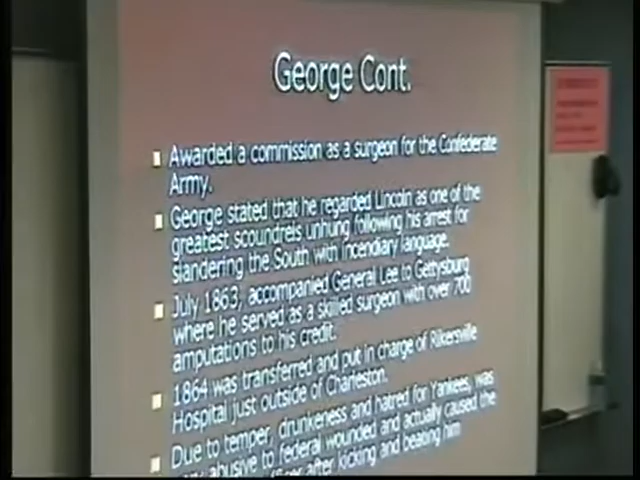 George Cont.
Awarded a commission as a surgeon for the Confederate
Army.
George stated that he regarded Lincoln as one of the
greatest scoundrels unhung following his arrest for
slandering the South with incendiary language.
July 1863, accompanied General Lee to Gettysburg
where he served as a skilled surgeon with over 700
amputations to his credit.
1864 was transferred and put in charge of Rikersville
Hospital just outside of Charleston.
Due to temper, drunkeness and hatred for Yankees, was
abusive to federal wounded and actually caused the
after kicking and beating him